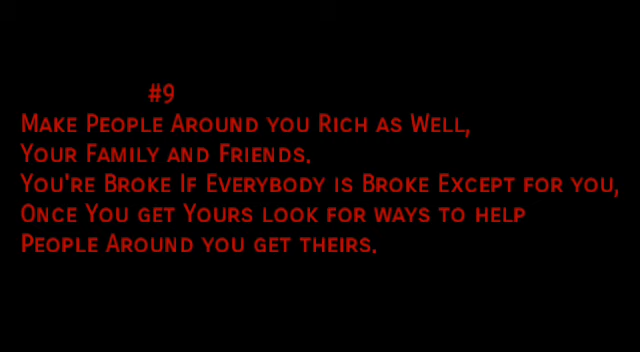 #9
Make People Around you Rich as Well,
Your Family and Friends.
You're Broke If Everybody is Broke Except for you,
Once You get Yours look for ways to help
People Around you get theirs.